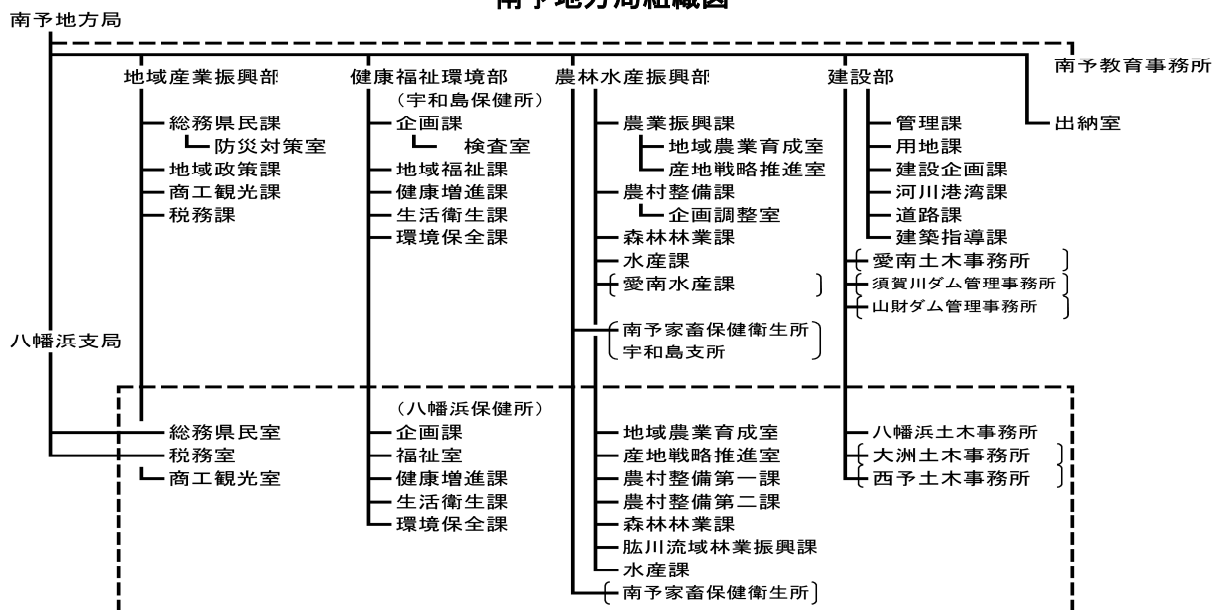 南予地方局組織図
南予地方局
南予教育事務所
地域産業振興部
健康福祉環境部
農林水産振興部
建設部
(宇和島保健所)
出納室
総務県民課
防災対策室
地域政策課
商工観光課
税務課
企画課
検査室
地域福祉課
健康増進課
生活衛生課
環境保全課
農業振興課
地域農業育成室
産地戦略推進室
農村整備課
企画調整室
森林林業課
水産課
愛南水産課
南予家畜保健衛生所
宇和島支所
管理課
用地課
建設企画課
河川港湾課
道路課
建築指導課
愛南土木事務所
須賀川ダム管理事務所
山財ダム管理事務所
八幡浜支局
総務県民室
税務室
商工観光室
(八幡浜保健所)
企画課
福祉室
健康増進課
生活衛生課
環境保全課
地域農業育成室
産地戦略推進室
農村整備第一課
農村整備第二課
森林林業課
肱川流域林業振興課
水産課
南予家畜保健衛生所
八幡浜土木事務所
大洲土木事務所
西予土木事務所